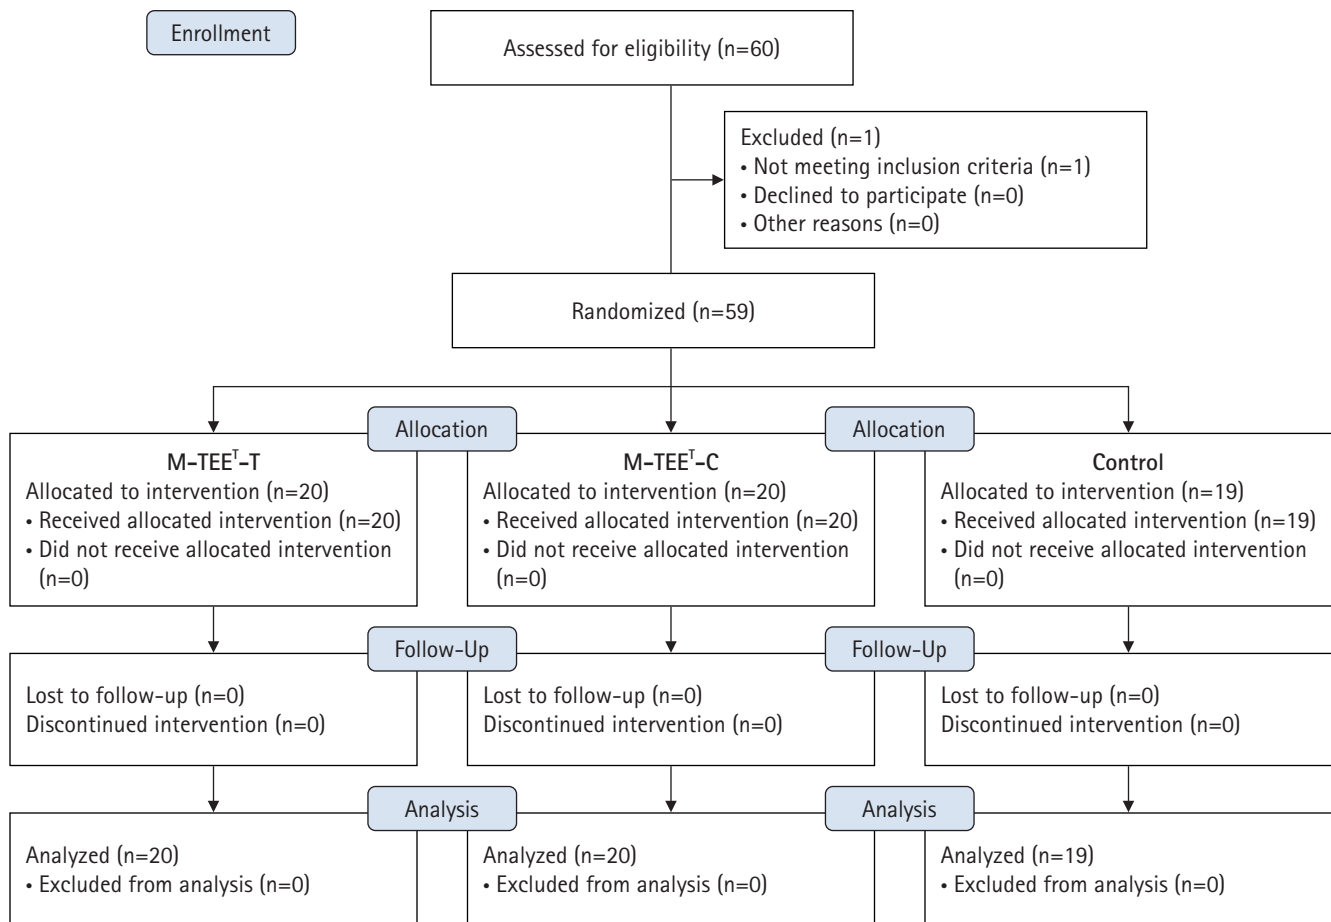 Enrollment
Assessed for eligibility (n=60)
Excluded (n=1)
• Not meeting inclusion criteria (n=1)
• Declined to participate (n=0)
• Other reasons (n=0)
Randomized (n=59)
Allocation
Allocation
M-TEEᵀ-T
Allocated to intervention (n=20)
• Received allocated intervention (n=20)
• Did not receive allocated intervention
(n=0)
M-TEEᵀ-C
Allocated to intervention (n=20)
• Received allocated intervention (n=20)
• Did not receive allocated intervention
(n=0)
Control
Allocated to intervention (n=19)
• Received allocated intervention (n=19)
• Did not receive allocated intervention
(n=0)
Follow-Up
Follow-Up
Lost to follow-up (n=0)
Discontinued intervention (n=0)
Lost to follow-up (n=0)
Discontinued intervention (n=0)
Lost to follow-up (n=0)
Discontinued intervention (n=0)
Analysis
Analysis
Analyzed (n=20)
• Excluded from analysis (n=0)
Analyzed (n=20)
• Excluded from analysis (n=0)
Analyzed (n=19)
• Excluded from analysis (n=0)